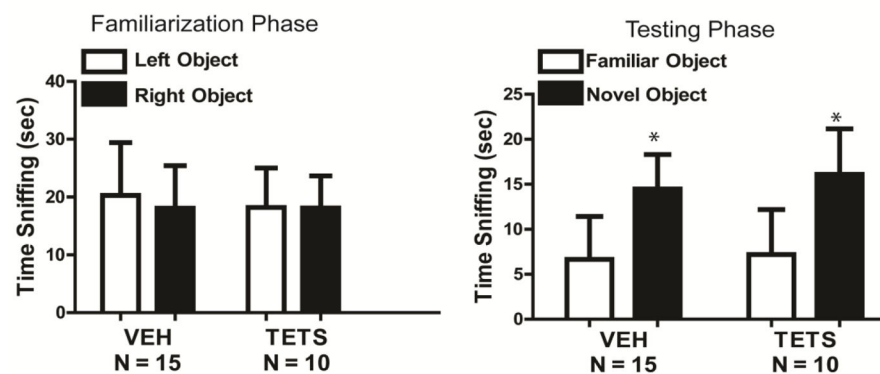 Familiarization Phase
Left Object
Right Object
Time Sniffing (sec)
40
30
20
10
0
VEH
N = 15
TETS
N = 10
Testing Phase
Familiar Object
Novel Object
Time Sniffing (sec)
25
20
15
10
5
0
*
*
VEH
N = 15
TETS
N = 10